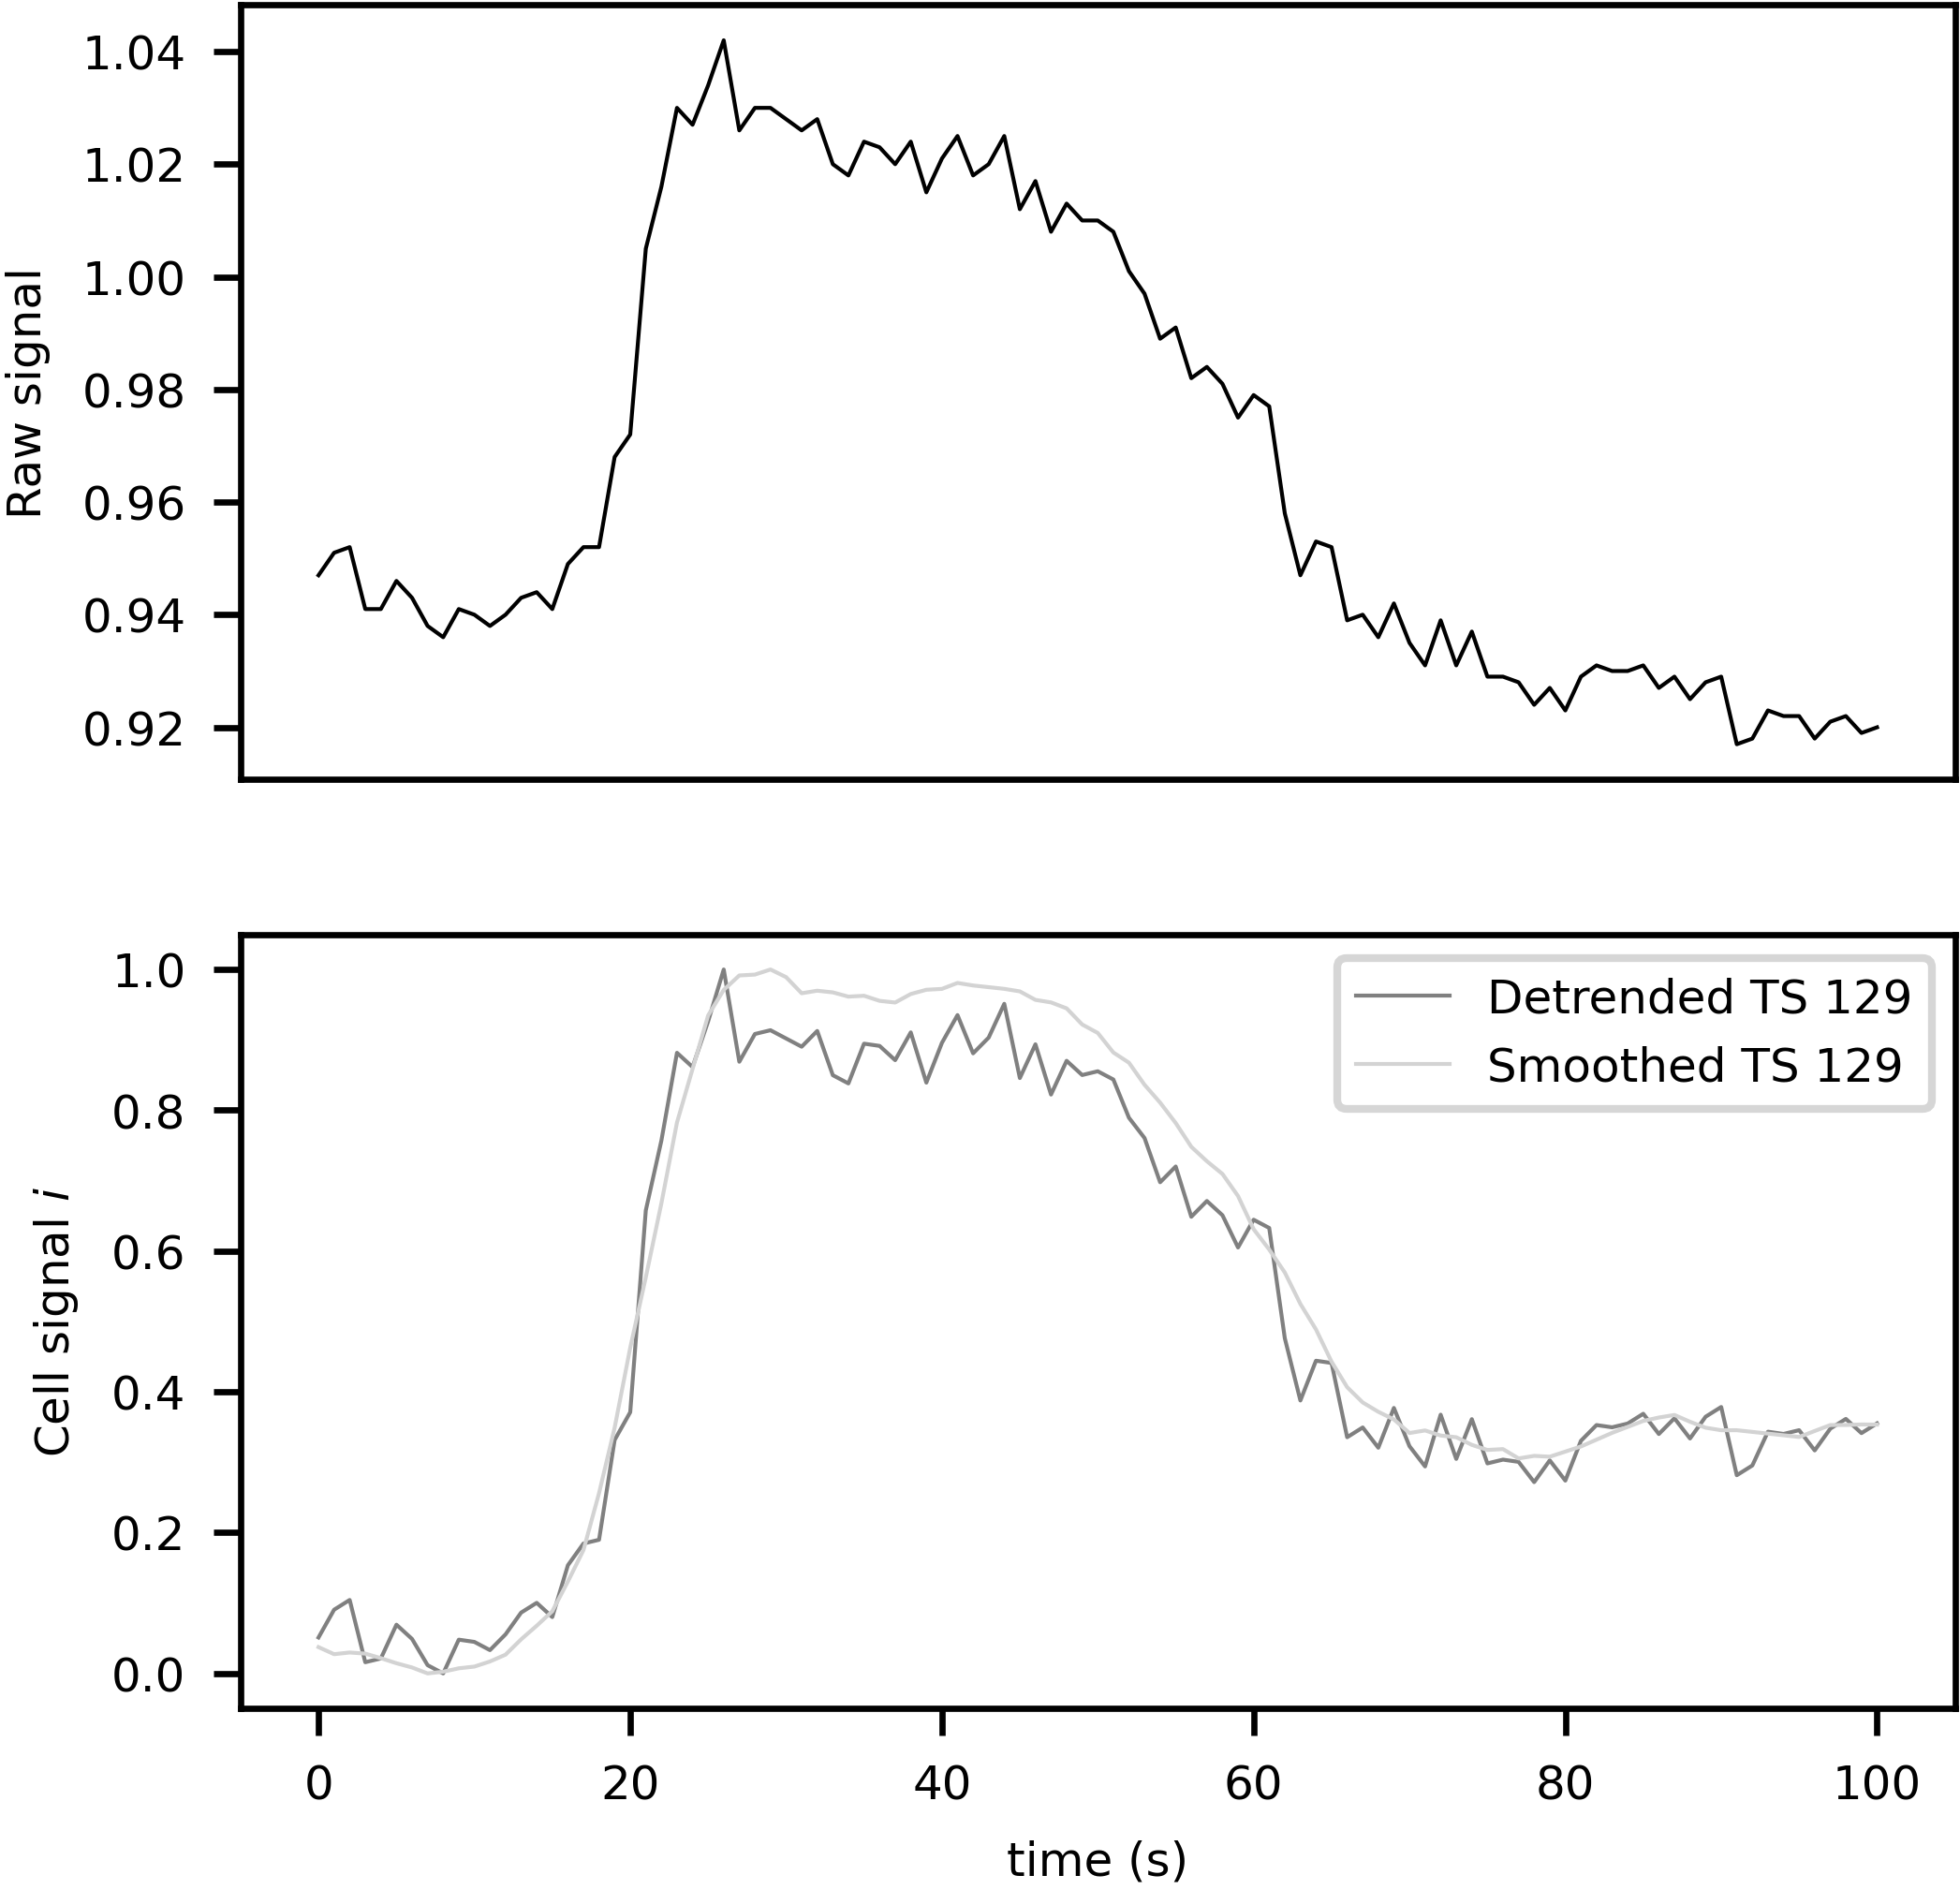 1.04
1.02
1.00
0.98
0.96
0.94
0.92
Raw signal
1.0
0.8
0.6
0.4
0.2
0.0
Cell signal i
Detrended TS 129
Smoothed TS 129
0 20 40 60 80 100
time (s)